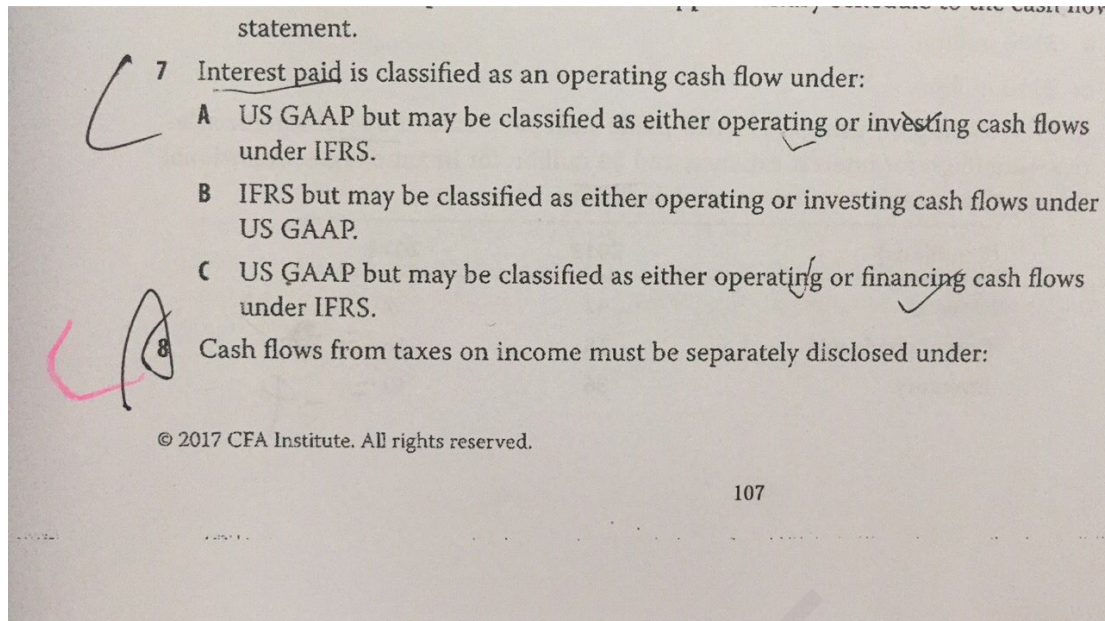 statement.
7 Interest paid is classified as an operating cash flow under:
A US GAAP but may be classified as either operating or investing cash flows
under IFRS.
B IFRS but may be classified as either operating or investing cash flows under
US GAAP.
C US GAAP but may be classified as either operating or financing cash flows
under IFRS.
8 Cash flows from taxes on income must be separately disclosed under:
© 2017 CFA Institute. All rights reserved.
107